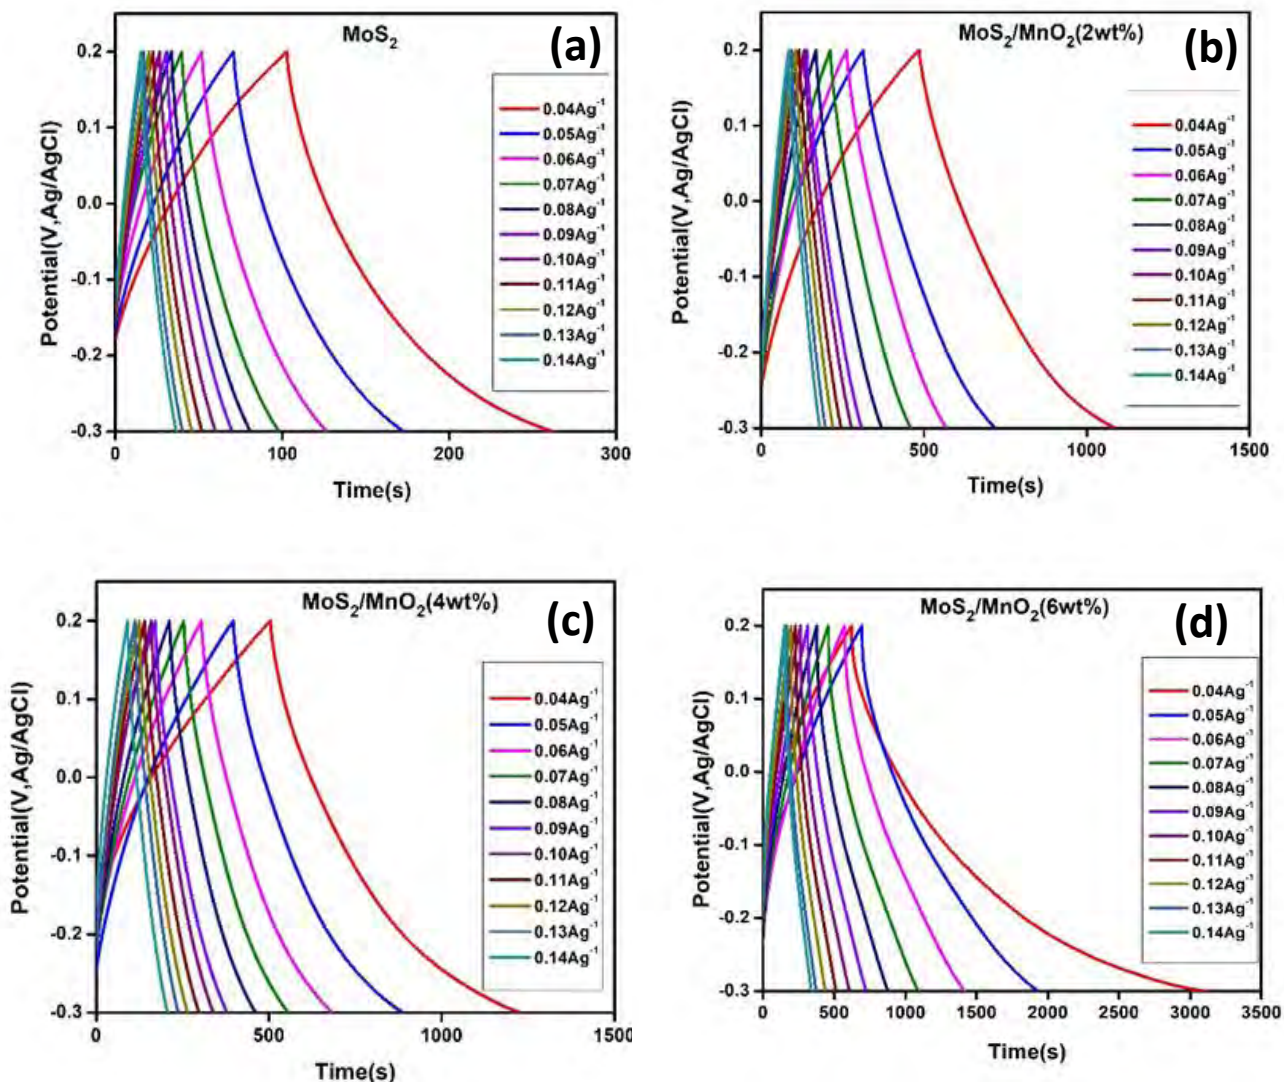 MoS2
(a)
0.2
0.1
0.0
-0.1
-0.2
-0.3
Potential(V,Ag/AgCl)
0.04Ag-1
0.05Ag-1
0.06Ag-1
0.07Ag-1
0.08Ag-1
0.09Ag-1
0.10Ag-1
0.11Ag-1
0.12Ag-1
0.13Ag-1
0.14Ag-1
0
100
200
300
Time(s)
MoS2/MnO2(2wt%)
(b)
0.2
0.1
0.0
-0.1
-0.2
-0.3
Potential(V,Ag/AgCl)
0.04Ag-1
0.05Ag-1
0.06Ag-1
0.07Ag-1
0.08Ag-1
0.09Ag-1
0.10Ag-1
0.11Ag-1
0.12Ag-1
0.13Ag-1
0.14Ag-1
0
500
1000
1500
Time(s)
MoS2/MnO2(4wt%)
(c)
0.2
0.1
0.0
-0.1
-0.2
-0.3
Potential(V,Ag/AgCl)
0.04Ag-1
0.05Ag-1
0.06Ag-1
0.07Ag-1
0.08Ag-1
0.09Ag-1
0.10Ag-1
0.11Ag-1
0.12Ag-1
0.13Ag-1
0.14Ag-1
0
500
1000
1500
Time(s)
MoS2/MnO2(6wt%)
(d)
0.2
0.1
0.0
-0.1
-0.2
-0.3
Potential(V,Ag/AgCl)
0.04Ag-1
0.05Ag-1
0.06Ag-1
0.07Ag-1
0.08Ag-1
0.09Ag-1
0.10Ag-1
0.11Ag-1
0.12Ag-1
0.13Ag-1
0.14Ag-1
0
500
1000
1500
2000
2500
3000
3500
Time(s)